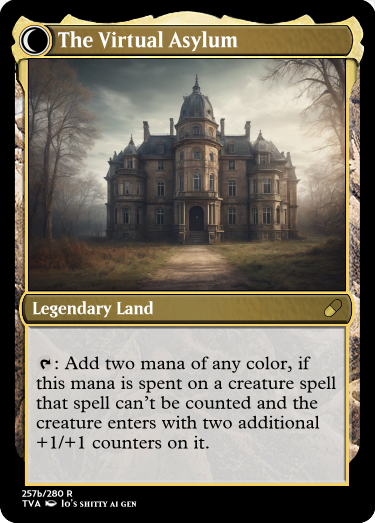 The Virtual Asylum
Legendary Land
: Add two mana of any color, if
this mana is spent on a creature spell
that spell can't be counted and the
creature enters with two additional
+1/+1 counters on it.
257b/280 R
TVA lo's SHITTY AI GEN